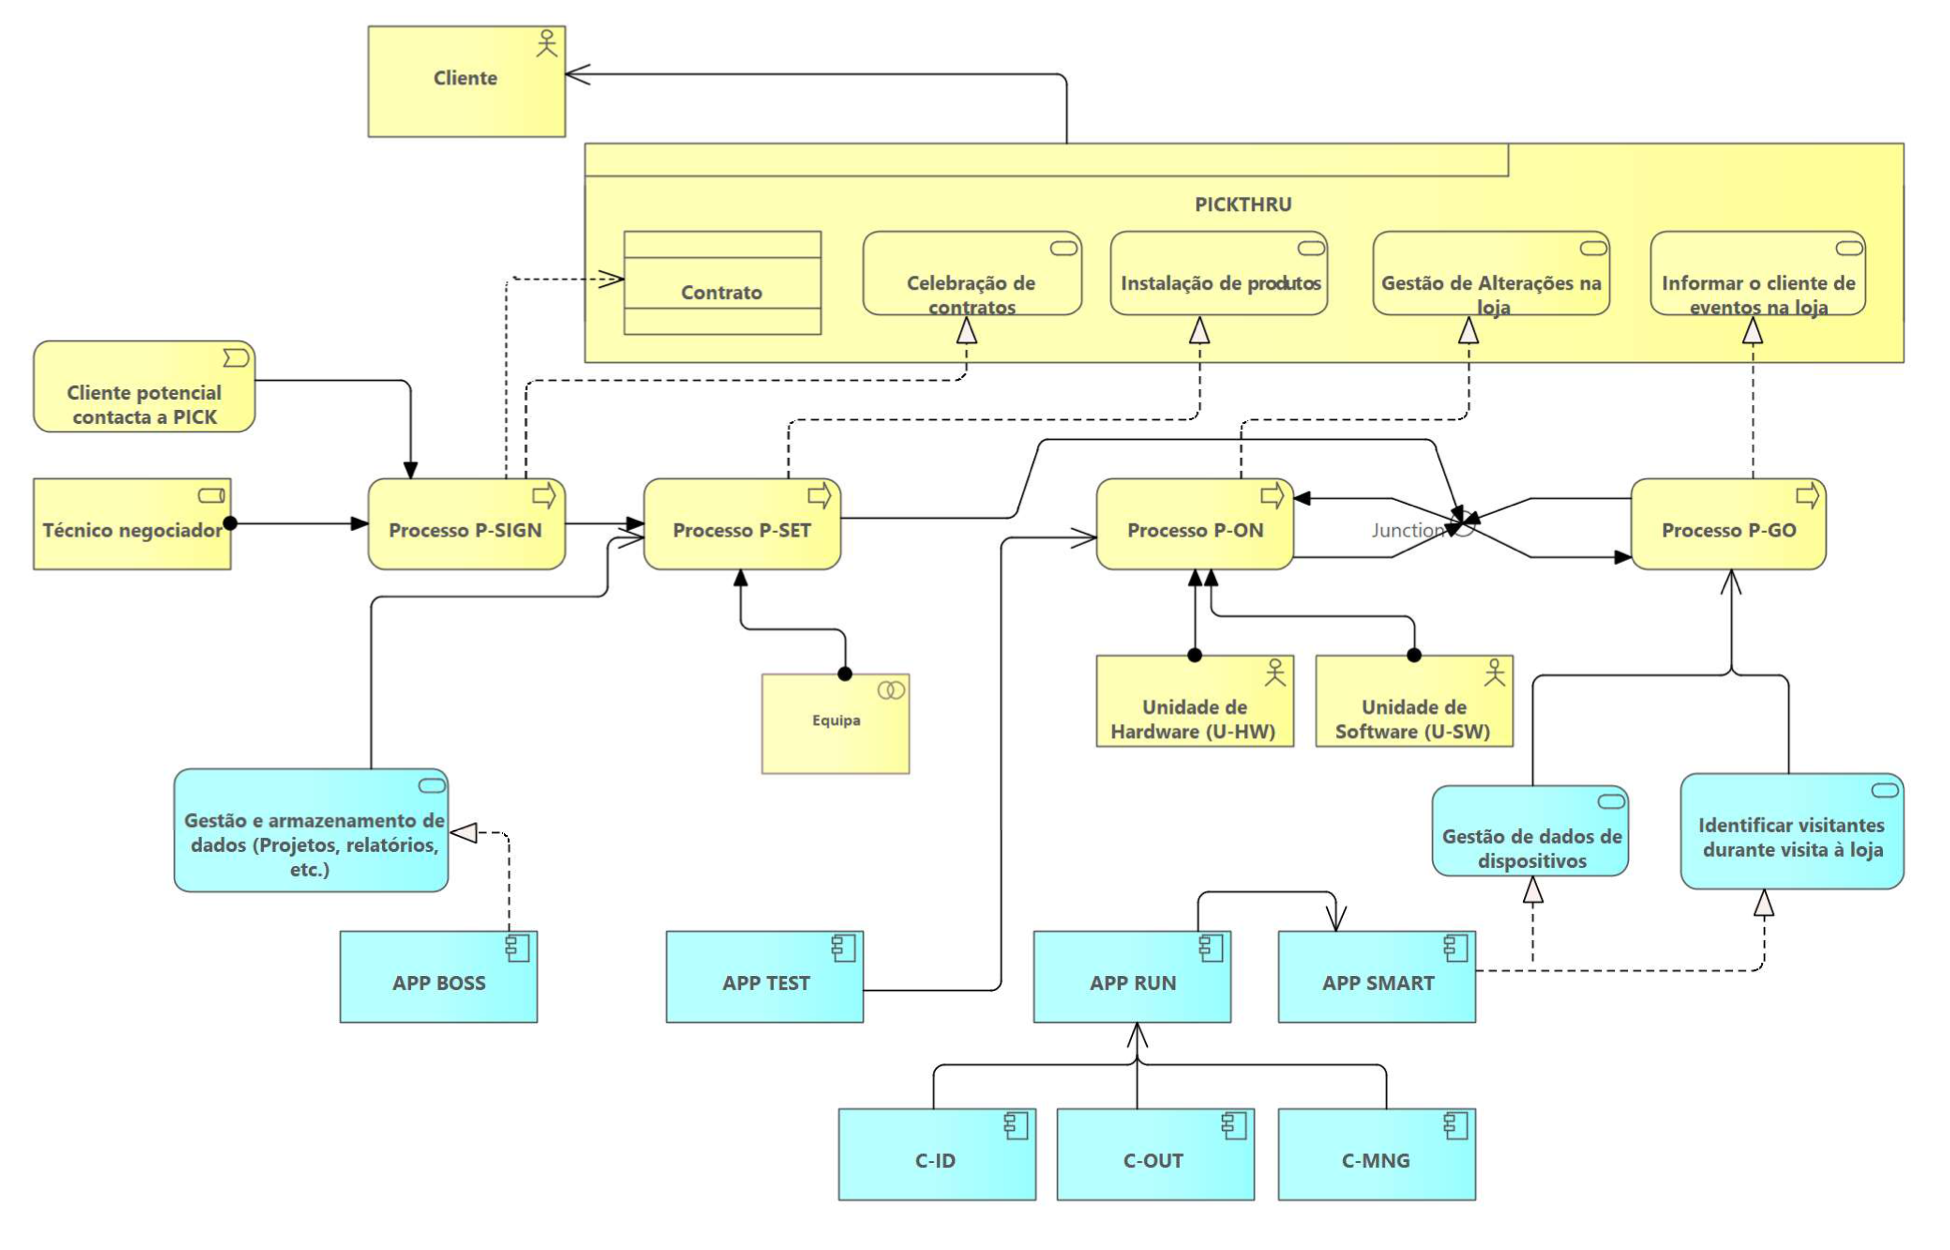 Cliente
PICKTHRU
Contrato
Celebração de
contratos
Instalação de produtos
Gestão de Alterações na
loja
Informar o cliente de
eventos na loja
Cliente potencial
contacta a PICK
Técnico negociador
Processo P-SIGN
Processo P-SET
Processo P-ON
Junction
Processo P-GO
Equipa
Unidade de
Hardware (U-HW)
Unidade de
Software (U-SW)
Gestão e armazenamento de
dados (Projetos, relatórios,
etc.)
Gestão de dados de
dispositivos
Identificar visitantes
durante visita à loja
APP BOSS
APP TEST
APP RUN
APP SMART
C-ID
C-OUT
C-MNG